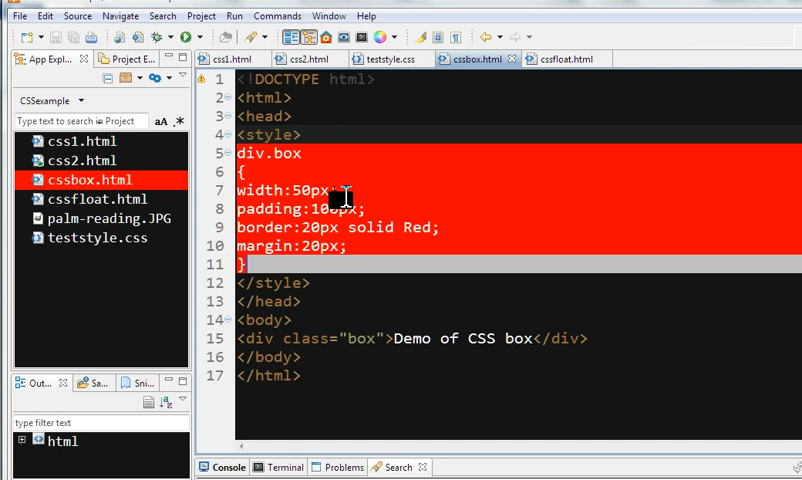 File Edit Source Navigate Search Project Run Commands Window Help
App Expl... Project E...
css1.html css2.html teststyle.css cssbox.html cssfloat.html
CSSexample
Type text to search in Project aA .*
css1.html
css2.html
cssbox.html
cssfloat.html
palm-reading.JPG
teststyle.css
1 <!DOCTYPE html>
2 <html>
3 <head>
4 <style>
5 div.box
6 {
7 width:50px;
8 padding:100px;
9 border:20px solid Red;
10 margin:20px;
11 }
12 </style>
13 </head>
14 <body>
15 <div class="box">Demo of CSS box</div>
16 </body>
17 </html>
Out... Sa... Sni...
type filter text
html
Console Terminal Problems Search